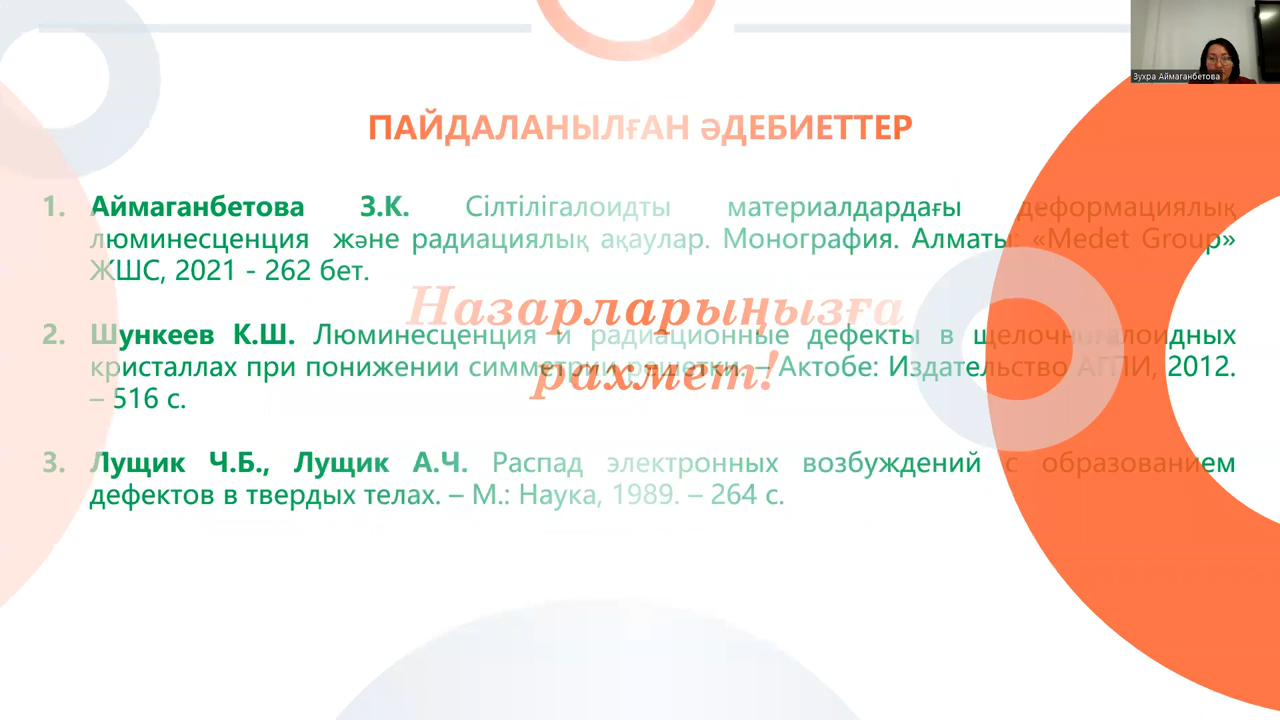 Зухра Аймаганбетова
ПАЙДАЛАНЫЛҒАН ӘДЕБИЕТТЕР
1. Аймаганбетова З.К. Сілтілігалоидты материалдардағы деформациялық
люминесценция және радиациялық ақаулар. Монография. Алматы: «Medet Group»
ЖШС, 2021 - 262 бет.
Назарларыңызға
рахмет!
2. Шункеев К.Ш. Люминесценция и радиационные дефекты в щелочногалоидных
кристаллах при понижении симметрии решетки. – Актобе: Издательство АГПИ, 2012.
– 516 с.
3. Лущик Ч.Б., Лущик А.Ч. Распад электронных возбуждений с образованием
дефектов в твердых телах. – М.: Наука, 1989. – 264 с.